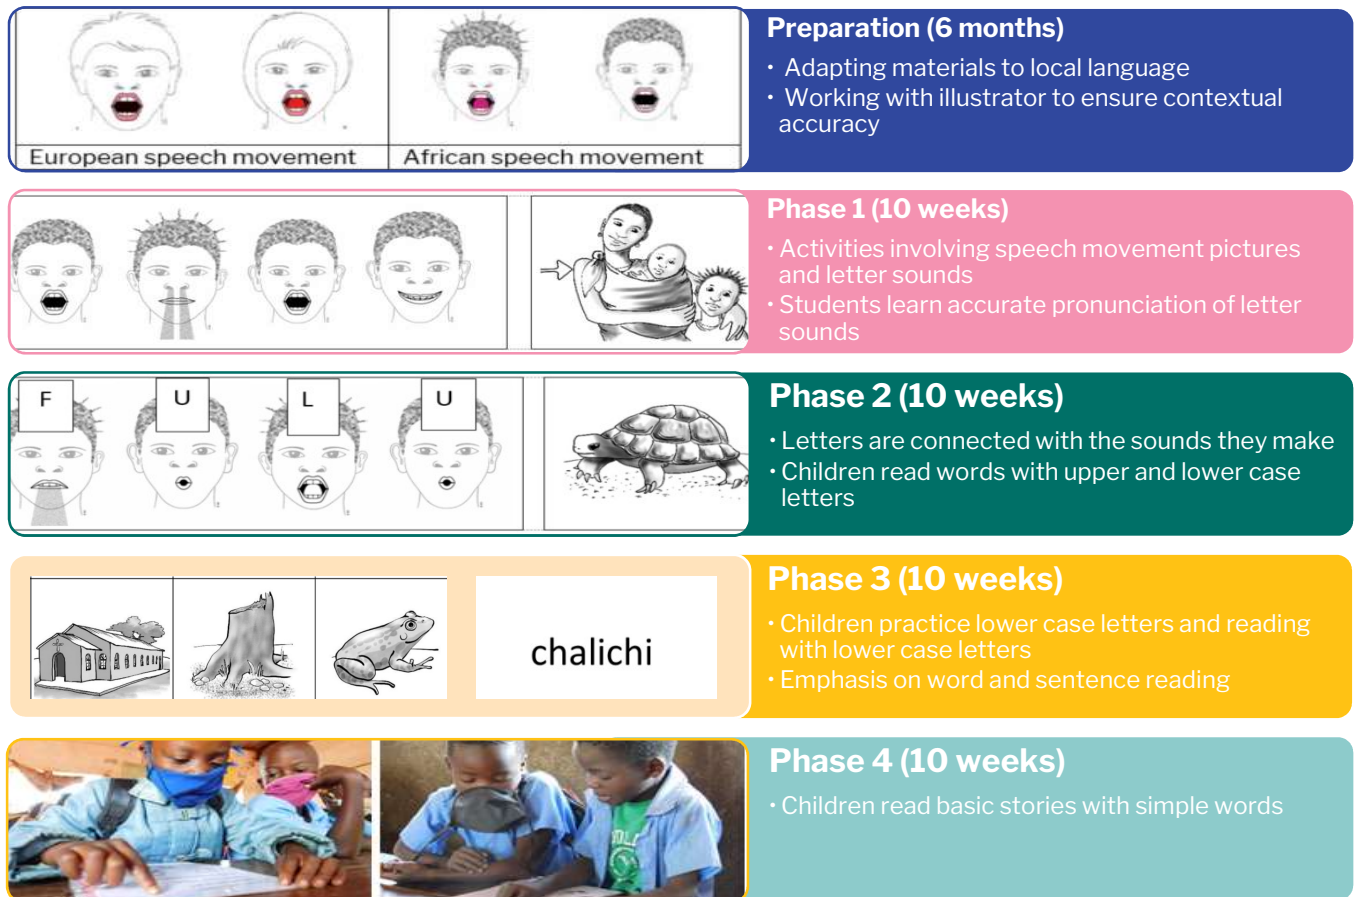 European speech movement
African speech movement
Preparation (6 months)
• Adapting materials to local language
• Working with illustrator to ensure contextual
accuracy
Phase 1 (10 weeks)
• Activities involving speech movement pictures
and letter sounds
• Students learn accurate pronunciation of letter
sounds
F
U
L
U
Phase 2 (10 weeks)
• Letters are connected with the sounds they make
• Children read words with upper and lower case
letters
chalichi
Phase 3 (10 weeks)
• Children practice lower case letters and reading
with lower case letters
• Emphasis on word and sentence reading
Phase 4 (10 weeks)
• Children read basic stories with simple words